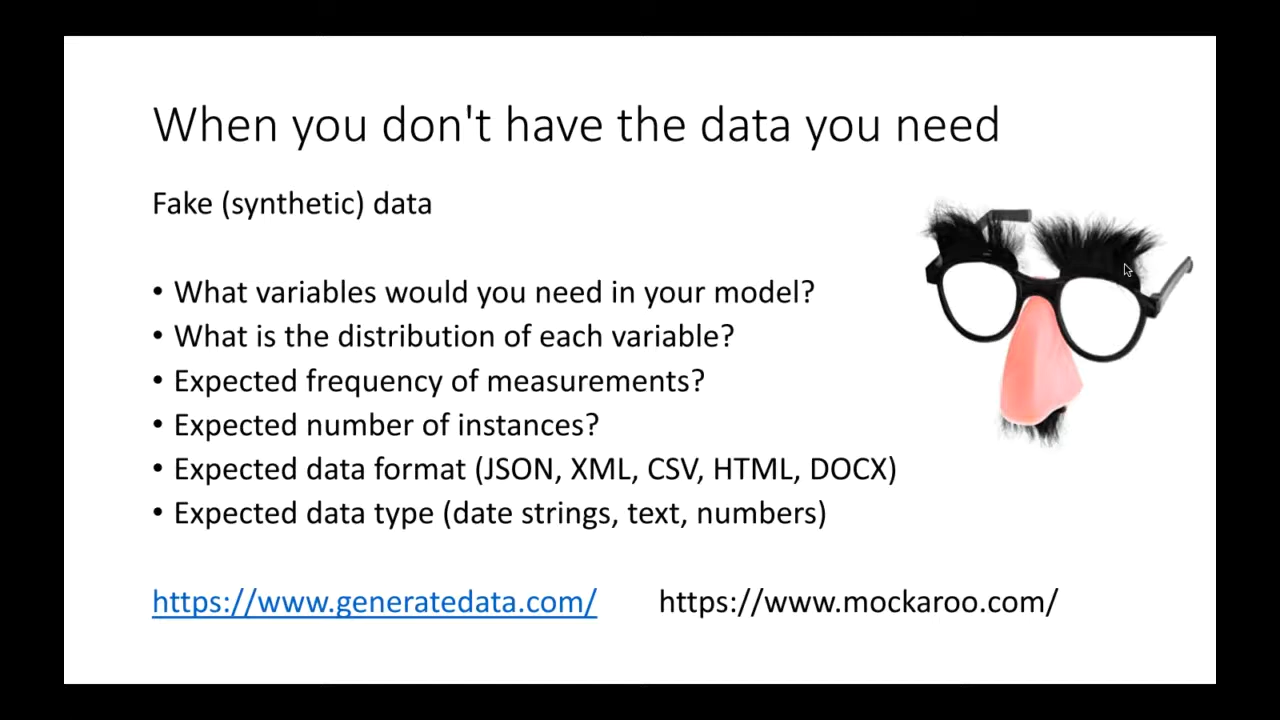 When you don't have the data you need
Fake (synthetic) data
• What variables would you need in your model?
• What is the distribution of each variable?
• Expected frequency of measurements?
• Expected number of instances?
• Expected data format (JSON, XML, CSV, HTML, DOCX)
• Expected data type (date strings, text, numbers)
https://www.generatedata.com/ https://www.mockaroo.com/